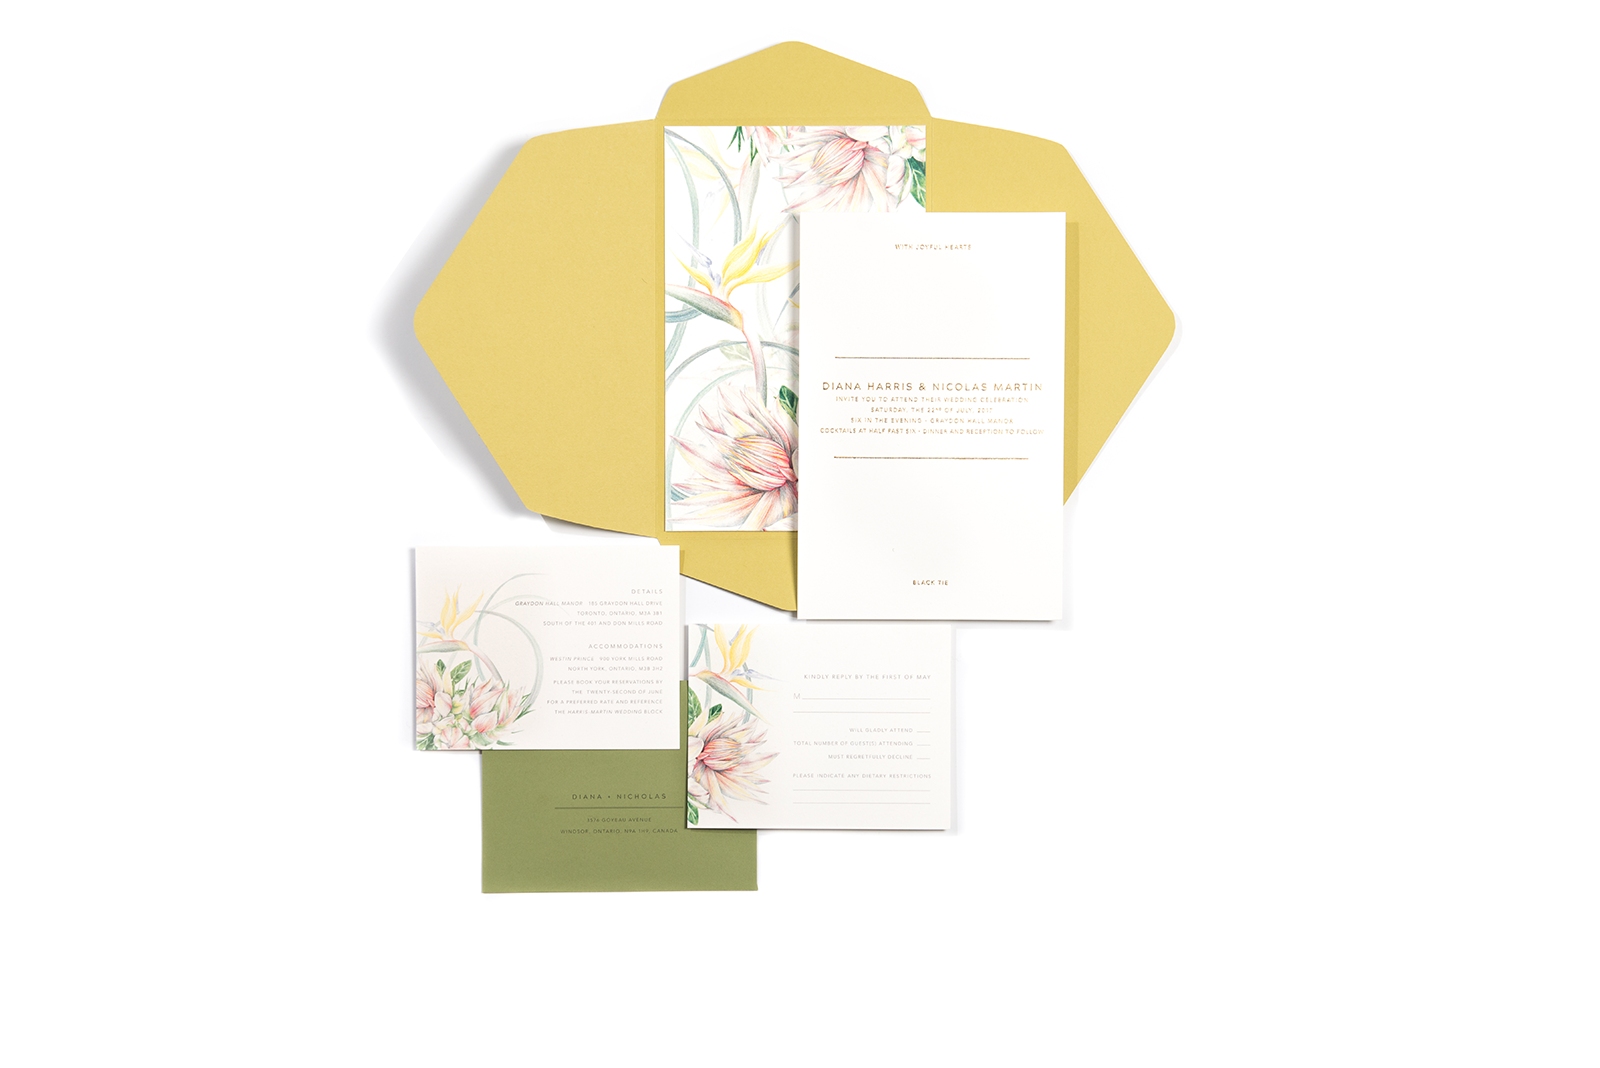 WITH JOYFUL HEARTS
DIANA HARRIS & NICOLAS MARTIN
INVITE YOU TO ATTEND THEIR WEDDING CELEBRATION
SATURDAY, THE 22ND OF JULY, 2017
SIX IN THE EVENING · GRAYDON HALL MANOR
COCKTAILS AT HALF PAST SIX · DINNER AND RECEPTION TO FOLLOW
BLACK TIE
DETAILS
GRAYDON HALL MANOR 185 GRAYDON HALL DRIVE
TORONTO, ONTARIO, M3A 3B1
SOUTH OF THE 401 AND DON MILLS ROAD
ACCOMMODATIONS
WESTIN PRINCE 900 YORK MILLS ROAD
NORTH YORK, ONTARIO, M3B 3H2
PLEASE BOOK YOUR RESERVATIONS BY
THE TWENTY-SECOND OF JUNE
FOR A PREFERRED RATE AND REFERENCE
THE HARRIS-MARTIN WEDDING BLOCK
KINDLY REPLY BY THE FIRST OF MAY
M
WILL GLADLY ATTEND
TOTAL NUMBER OF GUEST(S) ATTENDING
MUST REGRETFULLY DECLINE
PLEASE INDICATE ANY DIETARY RESTRICTIONS
DIANA + NICHOLAS
AVENUE
WINDSOR, ONTARIO, CANADA